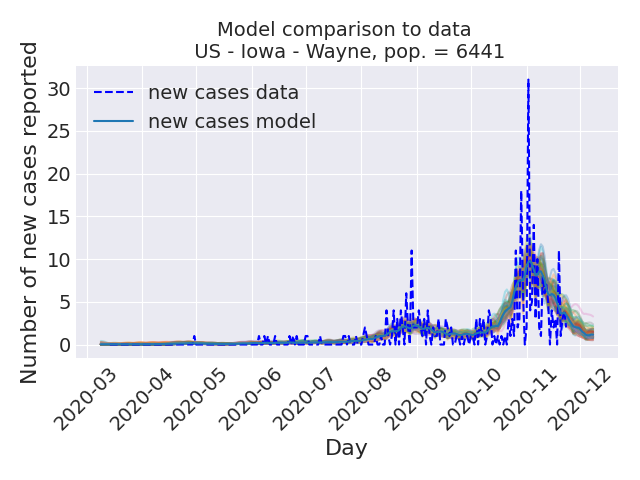 Model comparison to data
US - Iowa - Wayne, pop. = 6441
Number of new cases reported
30
25
20
15
10
5
0
new cases data
new cases model
2020-03
2020-04
2020-05
2020-06
2020-07
2020-08
2020-09
2020-10
2020-11
2020-12
Day